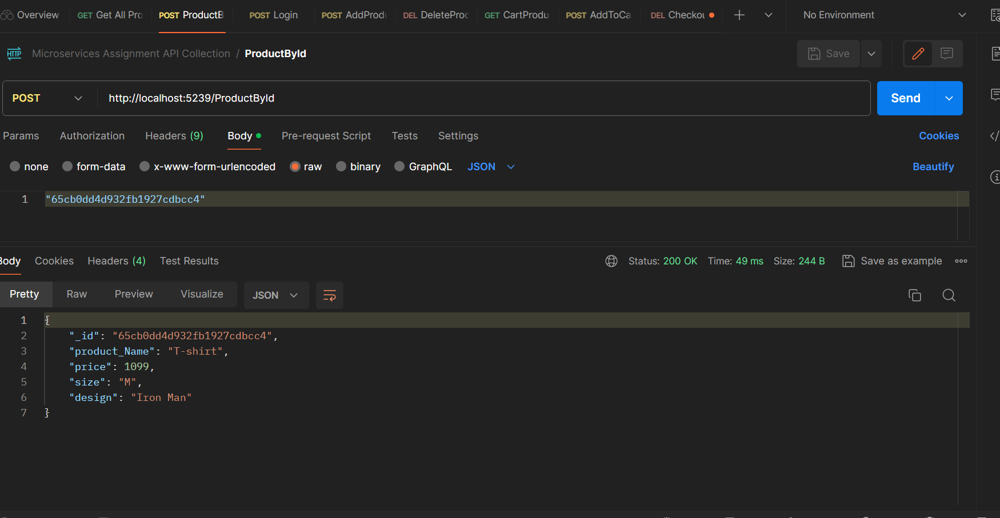 Overview GET Get All Pro POST ProductB POST Login POST AddProdu DEL DeleteProc GET CartProdu POST AddToCa DEL Checkou No Environment
HTTP Microservices Assignment API Collection / ProductById Save
POST http://localhost:5239/ProductById Send
Params Authorization Headers (9) Body Pre-request Script Tests Settings Cookies
none form-data x-www-form-urlencoded raw binary GraphQL JSON Beautify
1 "65cb0dd4d932fb1927cdbcc4"
Body Cookies Headers (4) Test Results Status: 200 OK Time: 49 ms Size: 244 B Save as example
Pretty Raw Preview Visualize JSON
1 {
2 "_id": "65cb0dd4d932fb1927cdbcc4",
3 "product_Name": "T-shirt",
4 "price": 1099,
5 "size": "M",
6 "design": "Iron Man"
7 }